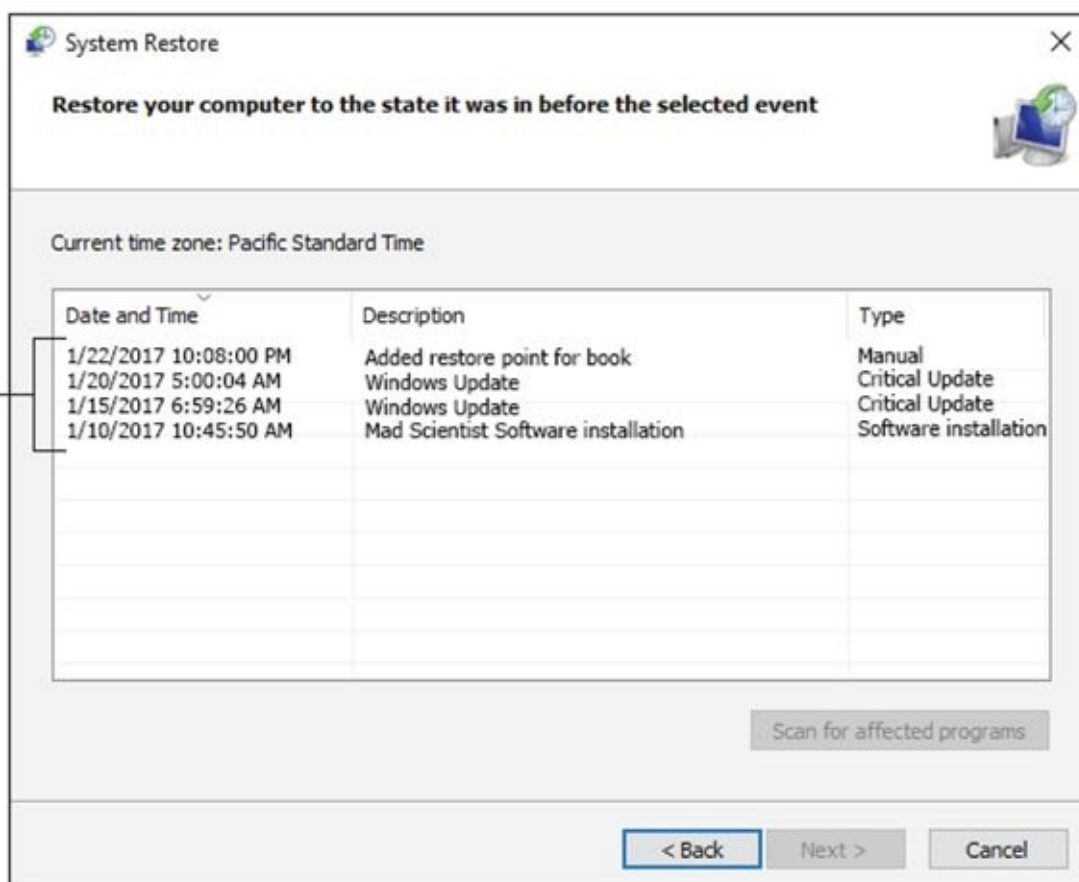 System Restore
Restore your computer to the state it was in before the selected event
Current time zone: Pacific Standard Time
Date and Time Description Type
1/22/2017 10:08:00 PM Added restore point for book Manual
1/20/2017 5:00:04 AM Windows Update Critical Update
1/15/2017 6:59:26 AM Windows Update Critical Update
1/10/2017 10:45:50 AM Mad Scientist Software installation Software installation
Scan for affected programs
< Back Next > Cancel